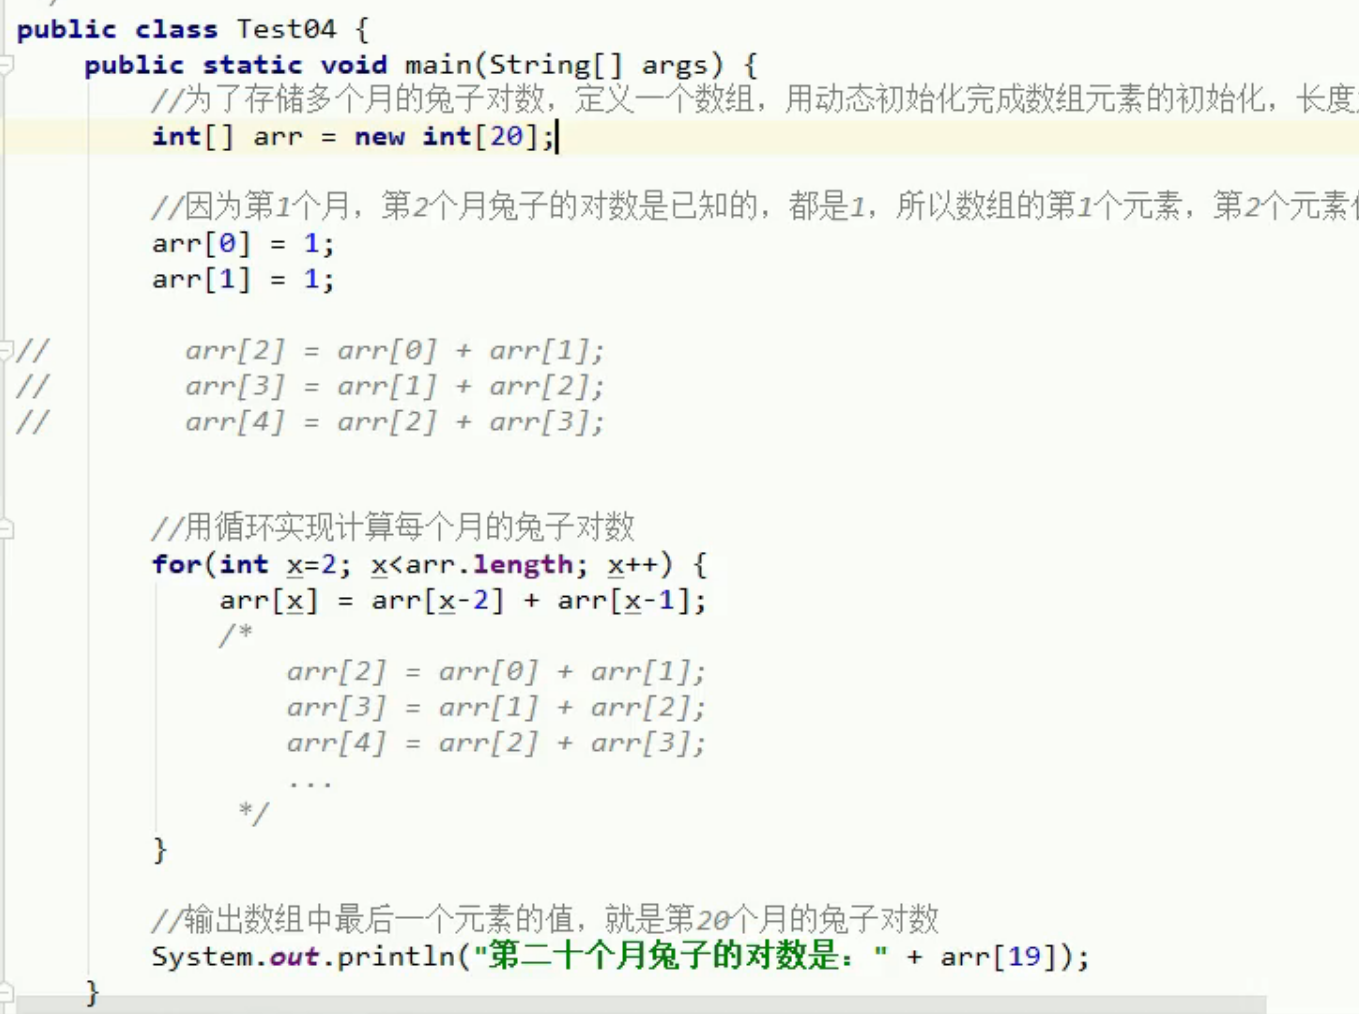 public class Test04 {
public static void main(String[] args) {
//为了存储多个月的兔子对数，定义一个数组，用动态初始化完成数组元素的初始化，长度
int[] arr = new int[20];
//因为第1个月，第2个月兔子的对数是已知的，都是1，所以数组的第1个元素，第2个元素
arr[0] = 1;
arr[1] = 1;
// arr[2] = arr[0] + arr[1];
// arr[3] = arr[1] + arr[2];
// arr[4] = arr[2] + arr[3];
//用循环实现计算每个月的兔子对数
for(int x=2; x<arr.length; x++) {
arr[x] = arr[x-2] + arr[x-1];
/*
arr[2] = arr[0] + arr[1];
arr[3] = arr[1] + arr[2];
arr[4] = arr[2] + arr[3];
...
*/
}
//输出数组中最后一个元素的值，就是第20个月的兔子对数
System.out.println("第二十个月兔子的对数是：" + arr[19]);
}